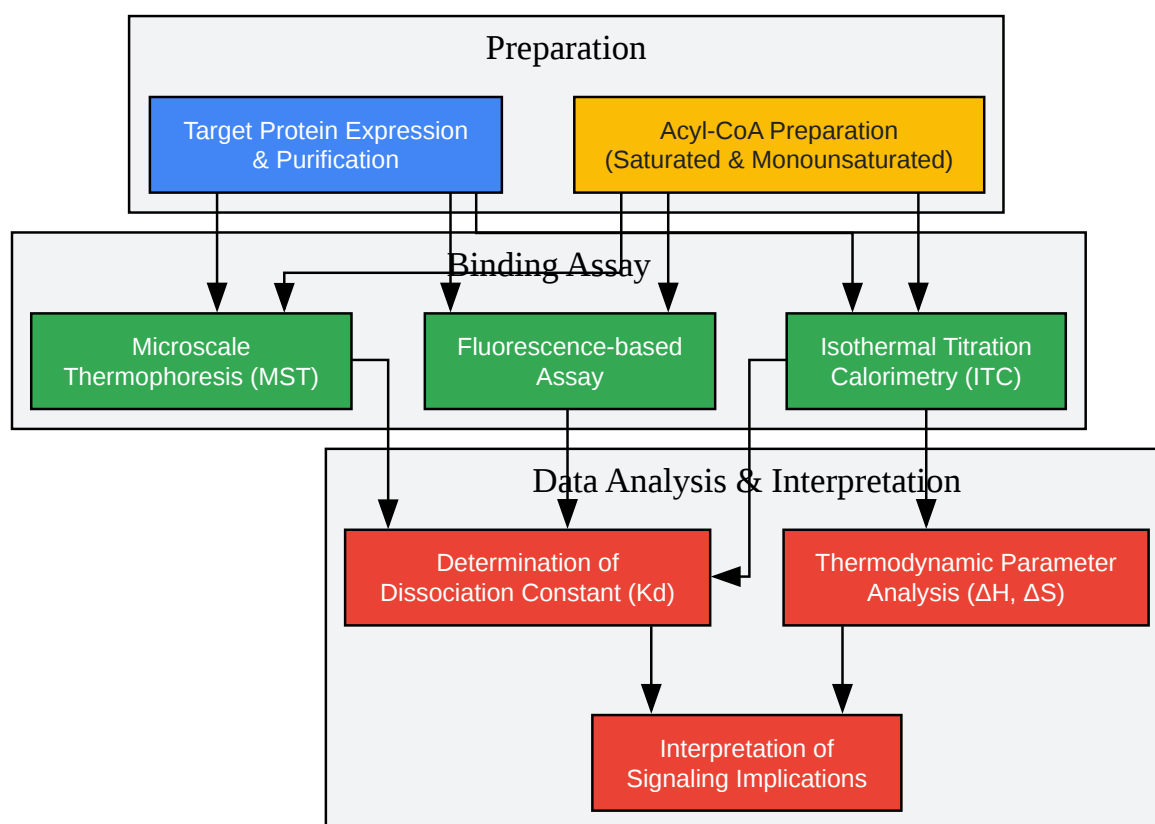 Preparation
Target Protein Expression
& Purification
Acyl-CoA Preparation
(Saturated & Monounsaturated)
Binding Assay
Microscale
Thermophoresis (MST)
Fluorescence-based
Assay
Isothermal Titration
Calorimetry (ITC)
Data Analysis & Interpretation
Determination of
Dissociation Constant (Kd)
Thermodynamic Parameter
Analysis (ΔH, ΔS)
Interpretation of
Signaling Implications